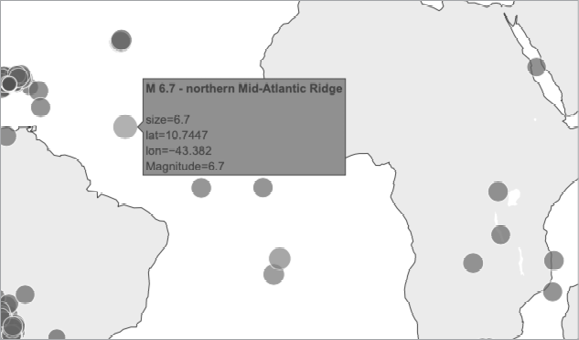 M 6.7 - northern Mid-Atlantic Ridge
size=6.7
lat=10.7447
lon=−43.382
Magnitude=6.7